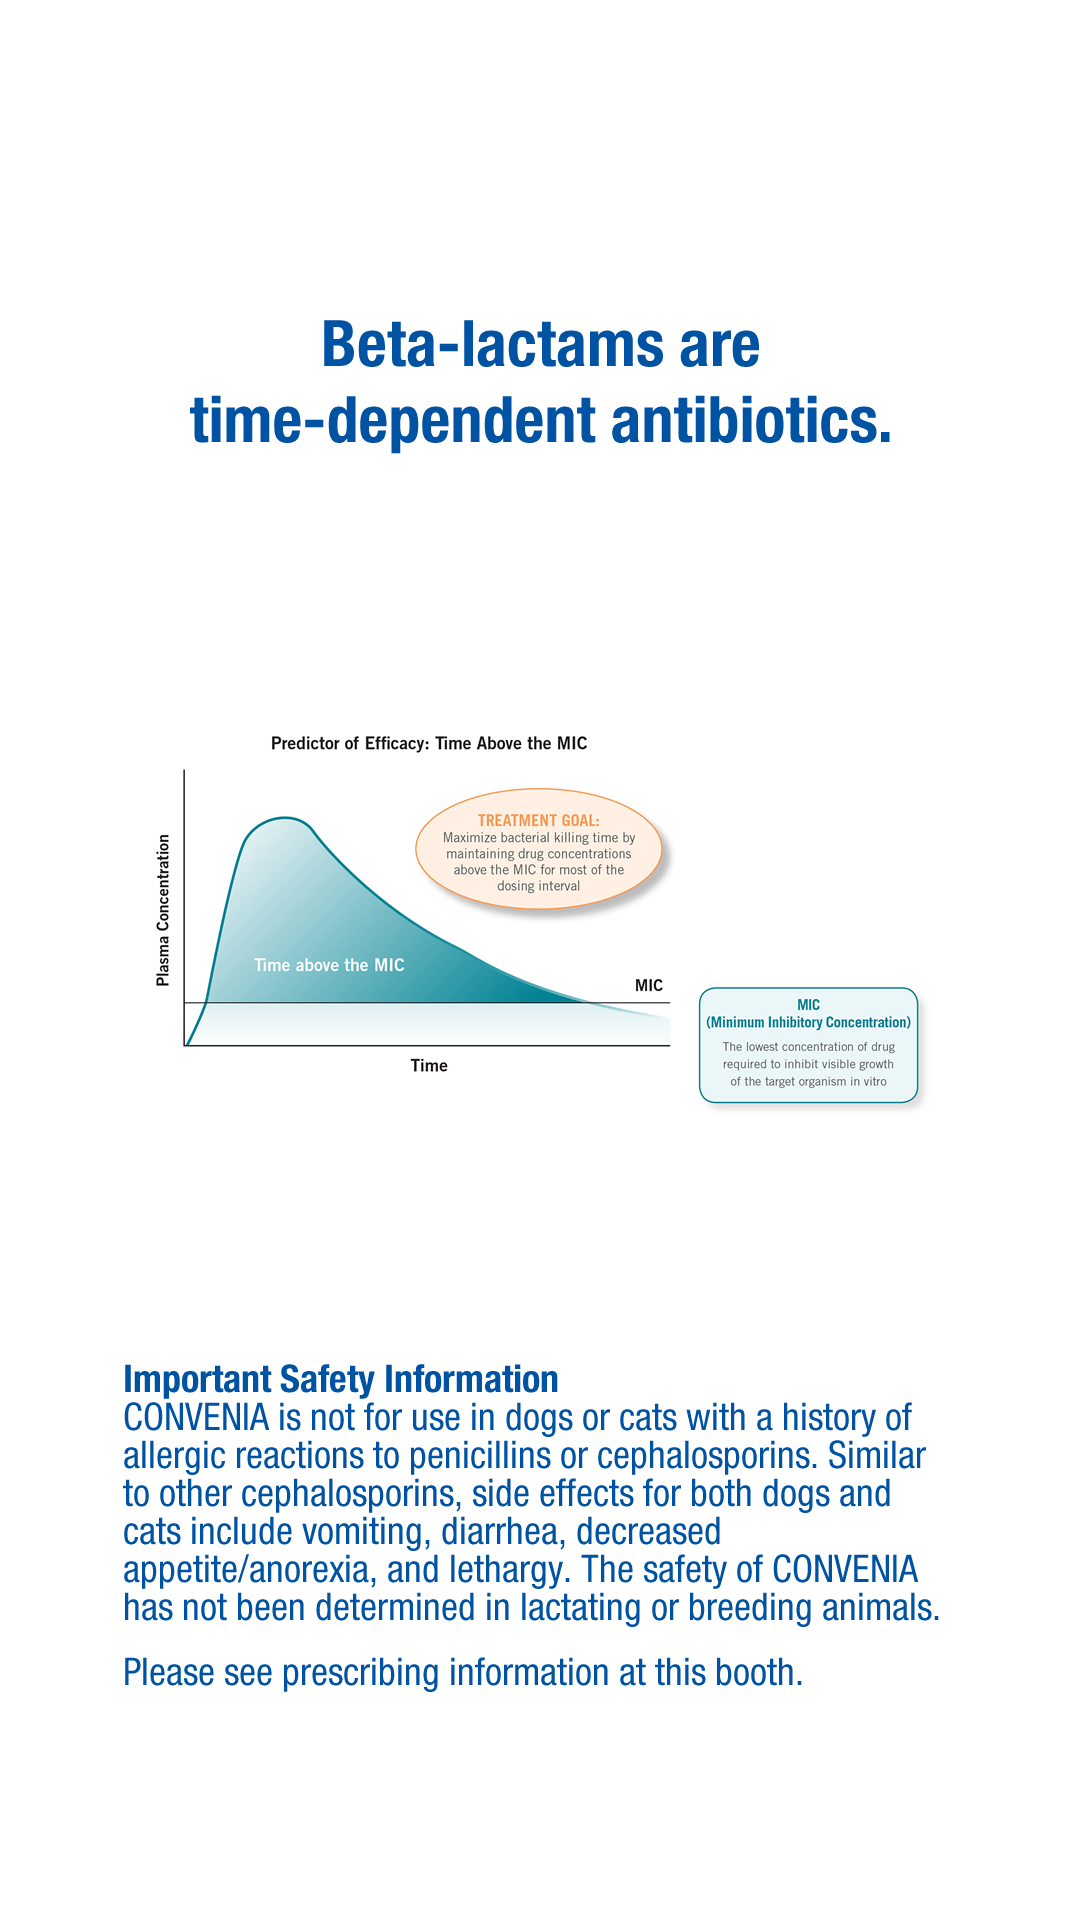 Beta-lactams are
time-dependent antibiotics.
Predictor of Efficacy: Time Above the MIC
Plasma Concentration
TREATMENT GOAL:
Maximize bacterial killing time by
maintaining drug concentrations
above the MIC for most of the
dosing interval
Time above the MIC
MIC
Time
MIC
(Minimum Inhibitory Concentration)
The lowest concentration of drug
required to inhibit visible growth
of the target organism in vitro
Important Safety Information
CONVENIA is not for use in dogs or cats with a history of
allergic reactions to penicillins or cephalosporins. Similar
to other cephalosporins, side effects for both dogs and
cats include vomiting, diarrhea, decreased
appetite/anorexia, and lethargy. The safety of CONVENIA
has not been determined in lactating or breeding animals.
Please see prescribing information at this booth.